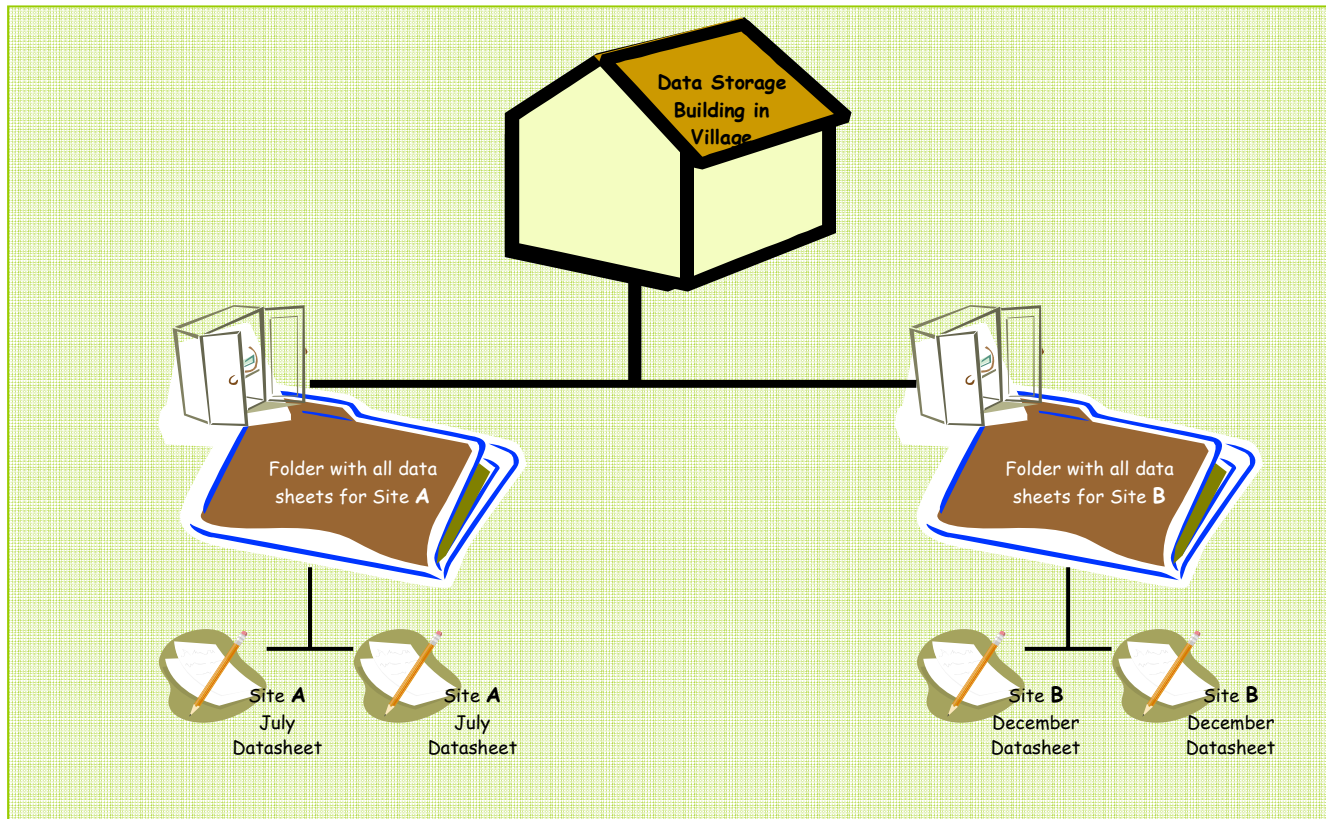 Data Storage
Building in
Village
Folder with all data
sheets for Site A
Folder with all data
sheets for Site B
Site A
July
Datasheet
Site A
July
Datasheet
Site B
December
Datasheet
Site B
December
Datasheet